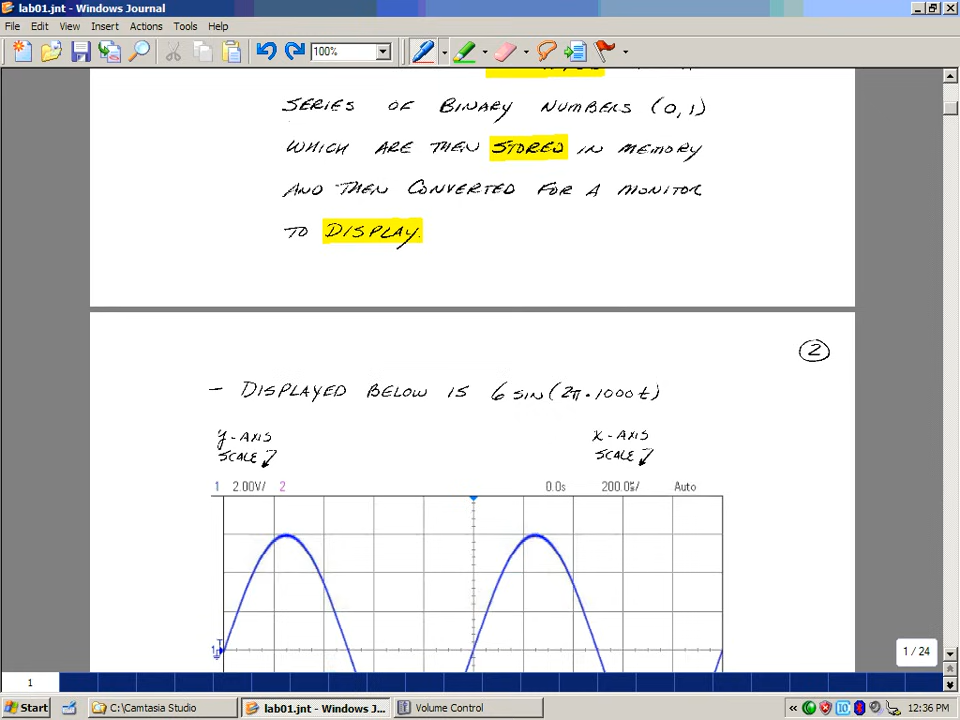 lab01.jnt - Windows Journal
File Edit View Insert Actions Tools Help
100%
SERIES OF BINARY NUMBERS (0,1)
WHICH ARE THEN STORED IN MEMORY
AND THEN CONVERTED FOR A MONITOR
TO DISPLAY.
2
- DISPLAYED BELOW IS 6 SIN(2π·1000t)
Y-AXIS X-AXIS
SCALE SCALE
1 2.00V/ 2 0.0s 200.0㎲/ Auto
1
1 / 24
1
Start C:\Camtasia Studio lab01.jnt - Windows J... Volume Control « 12:36 PM